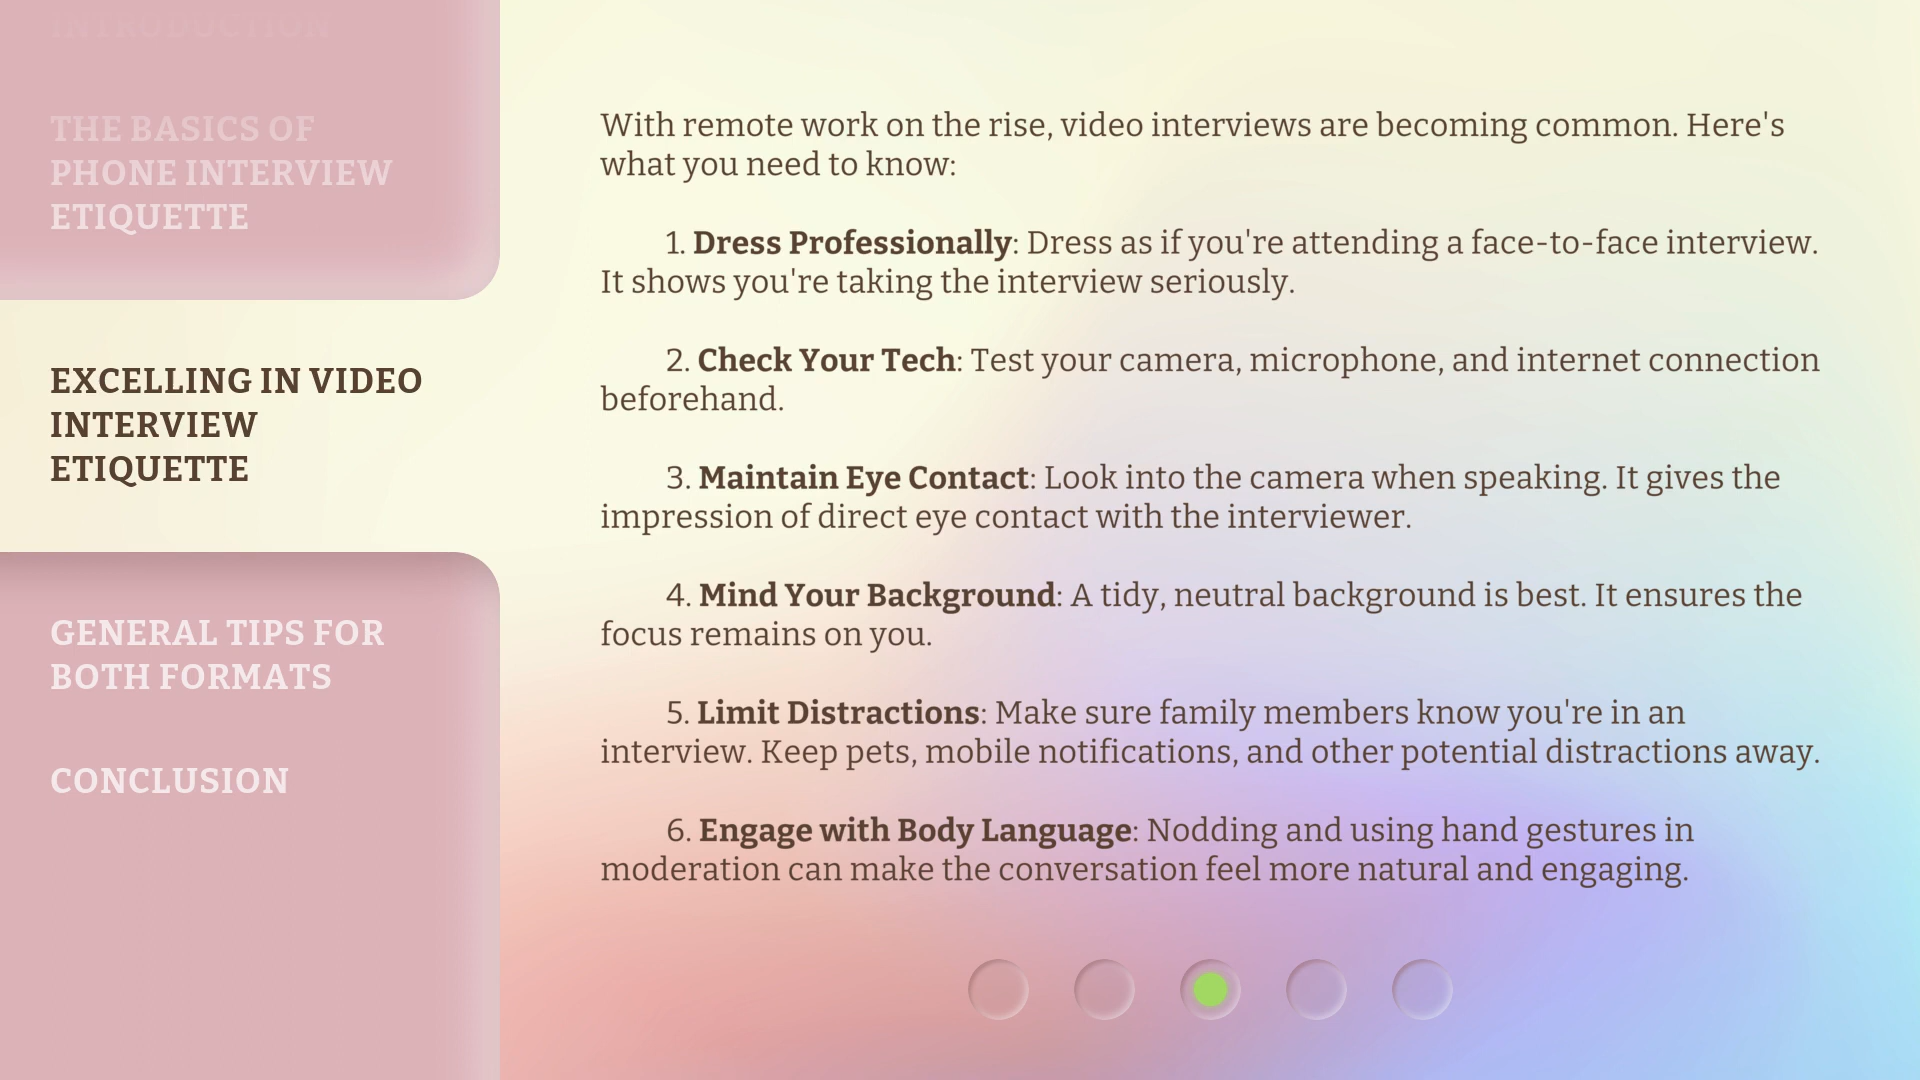 INTRODUCTION
THE BASICS OF
PHONE INTERVIEW
ETIQUETTE
EXCELLING IN VIDEO
INTERVIEW
ETIQUETTE
GENERAL TIPS FOR
BOTH FORMATS
CONCLUSION
With remote work on the rise, video interviews are becoming common. Here's
what you need to know:
1. Dress Professionally: Dress as if you're attending a face-to-face interview.
It shows you're taking the interview seriously.
2. Check Your Tech: Test your camera, microphone, and internet connection
beforehand.
3. Maintain Eye Contact: Look into the camera when speaking. It gives the
impression of direct eye contact with the interviewer.
4. Mind Your Background: A tidy, neutral background is best. It ensures the
focus remains on you.
5. Limit Distractions: Make sure family members know you're in an
interview. Keep pets, mobile notifications, and other potential distractions away.
6. Engage with Body Language: Nodding and using hand gestures in
moderation can make the conversation feel more natural and engaging.